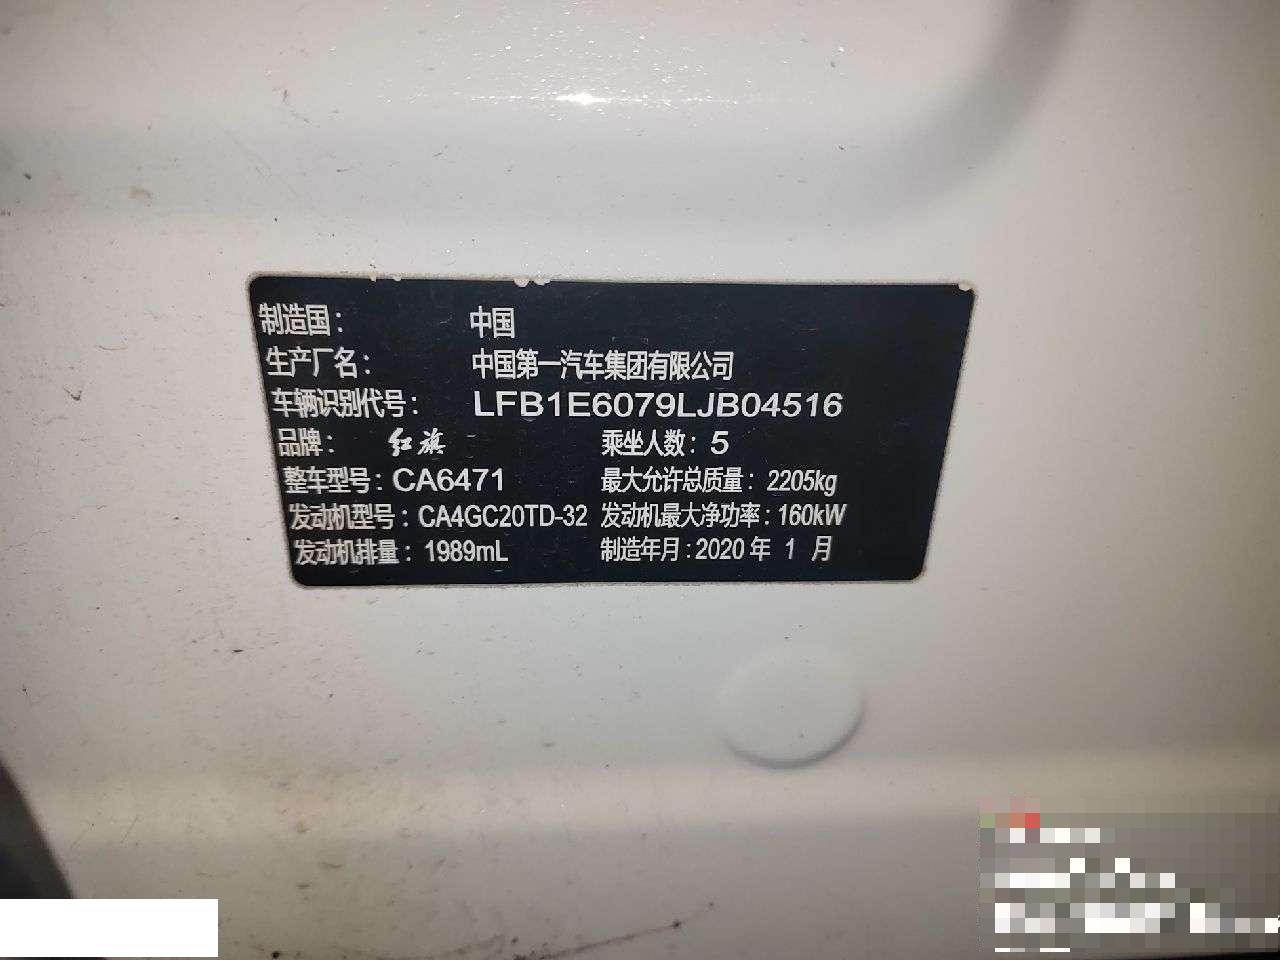 制造国： 中国
生产厂名： 中国第一汽车集团有限公司
车辆识别代号： LFB1E6079LJB04516
品牌： 红旗 乘坐人数：5
整车型号：CA6471 最大允许总质量：2205kg
发动机型号：CA4GC20TD-32 发动机最大净功率：160kW
发动机排量：1989mL 制造年月：2020 年 1 月